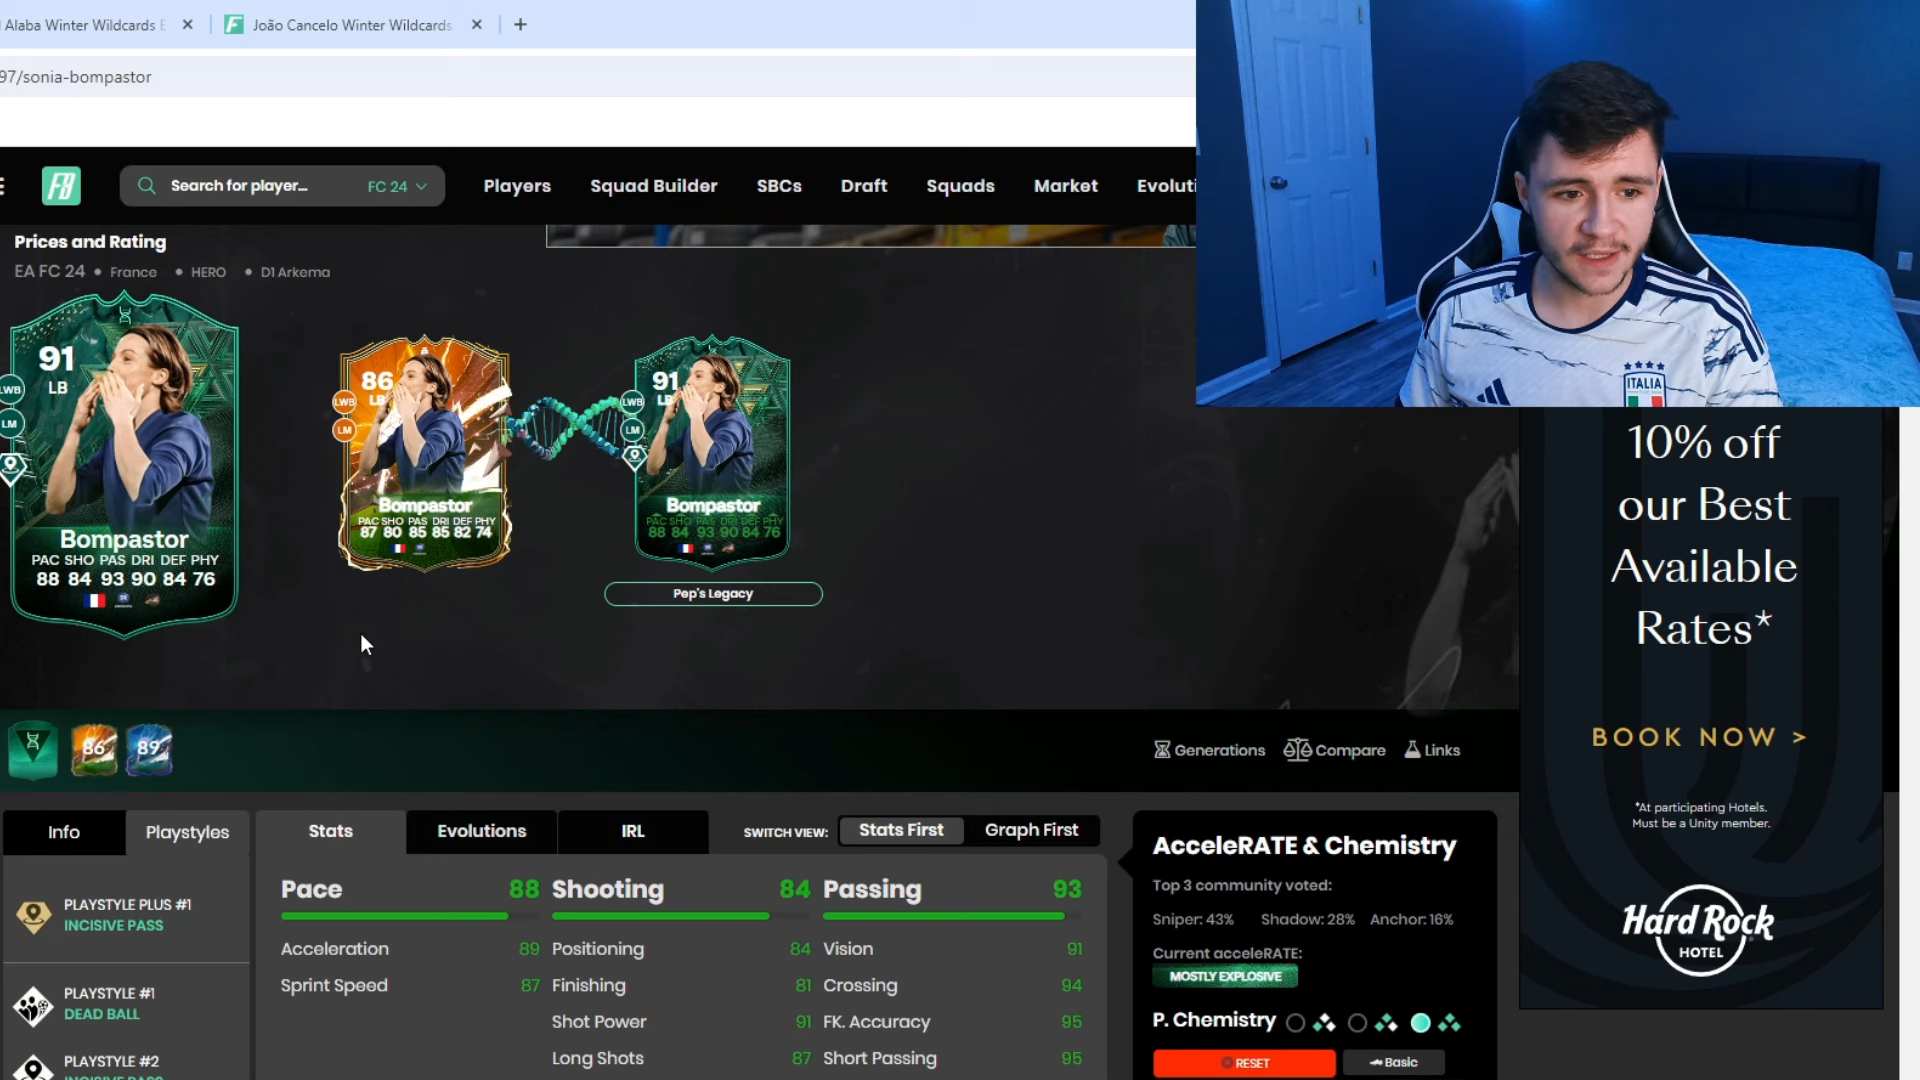 Alaba Winter Wildcards E
João Cancelo Winter Wildcards
97/sonia-bompastor
Search for player...
FC 24
Players
Squad Builder
SBCs
Draft
Squads
Market
Evoluti
Prices and Rating
EA FC 24 • France • HERO • D1 Arkema
91
LB
LWB
LM
Bompastor
PAC SHO PAS DRI DEF PHY
88 84 93 90 84 76
86
LB
LWB
LM
Bompastor
PAC SHO PAS DRI DEF PHY
87 80 85 85 82 74
91
LB
LWB
LM
Bompastor
PAC SHO PAS DRI DEF PHY
88 84 93 90 84 76
Pep's Legacy
ITALIA
10% off
our Best
Available
Rates*
BOOK NOW >
*At participating Hotels.
Must be a Unity member.
Hard Rock
HOTEL
86
89
Generations
Compare
Links
Info
Playstyles
PLAYSTYLE PLUS #1
INCISIVE PASS
PLAYSTYLE #1
DEAD BALL
PLAYSTYLE #2
INCISIVE PASS
Stats
Evolutions
IRL
SWITCH VIEW:
Stats First
Graph First
Pace 88
Acceleration 89
Sprint Speed 87
Shooting 84
Positioning 84
Finishing 81
Shot Power 91
Long Shots 87
Passing 93
Vision 91
Crossing 94
FK. Accuracy 95
Short Passing 95
AcceleRATE & Chemistry
Top 3 community voted:
Sniper: 43% Shadow: 28% Anchor: 16%
Current acceleRATE:
MOSTLY EXPLOSIVE
P. Chemistry
RESET
Basic